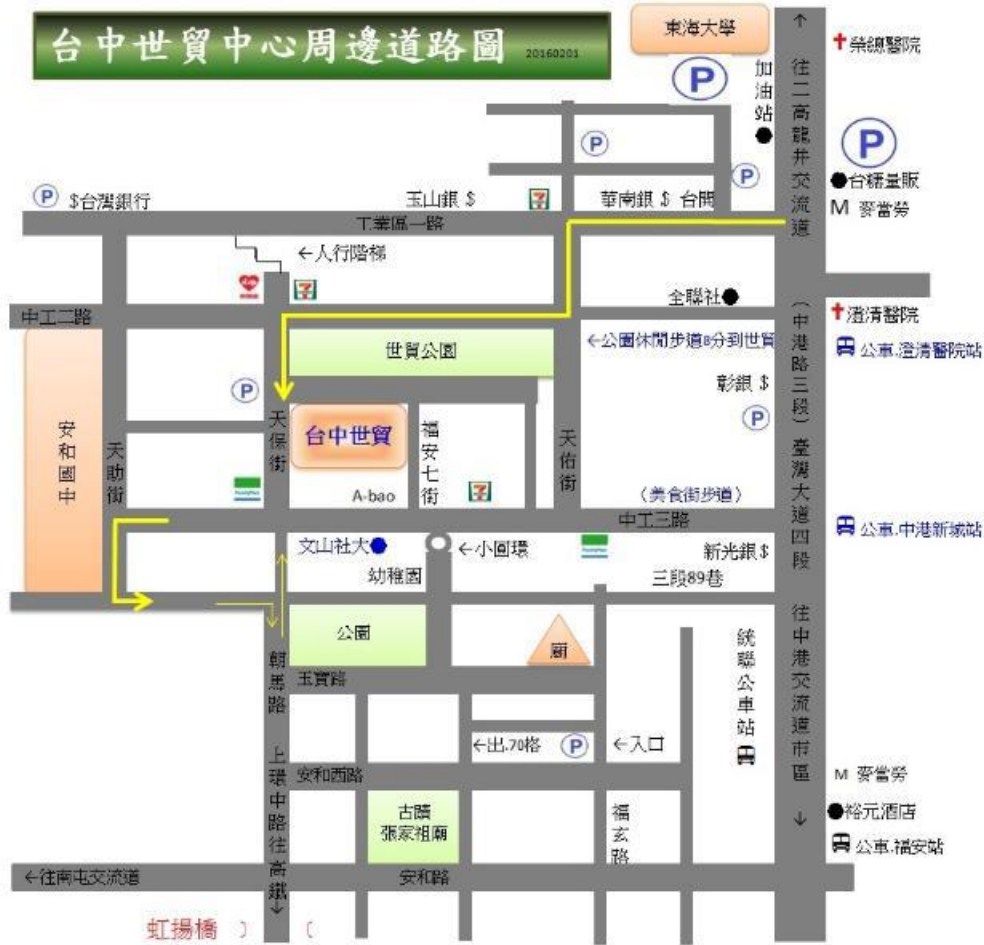 台中世貿中心周邊道路圖 20160201
東海大學
P
加油站
往二高龍井交流道
榮總醫院
P
P
P
台糖量販
M 麥當勞
P $台灣銀行
玉山銀 $
7
華南銀 $ 台開
工業區一路
←人行階梯
7
全聯社
中工二路
(中港路三段)
澄清醫院
世貿公園
←公園休閒步道8分到世貿
公車.澄清醫院站
彰銀 $
P
P
安和國中
天助街
天保街
台中世貿
福安七街
天佑街
臺灣大道四段
A-bao
7
(美食街步道)
FamilyMart
中工三路
公車.中港新城站
文山社大
←小圓環
新光銀 $
幼稚園
三段89巷
公園
廟
統聯公車站
往中港交流道市區
朝馬路
玉寶路
←出.70格
P
←入口
上環中路往高鐵
安和西路
M 麥當勞
古蹟
張家祖廟
福玄路
裕元酒店
公車.福安站
←往南屯交流道
安和路
虹揚橋